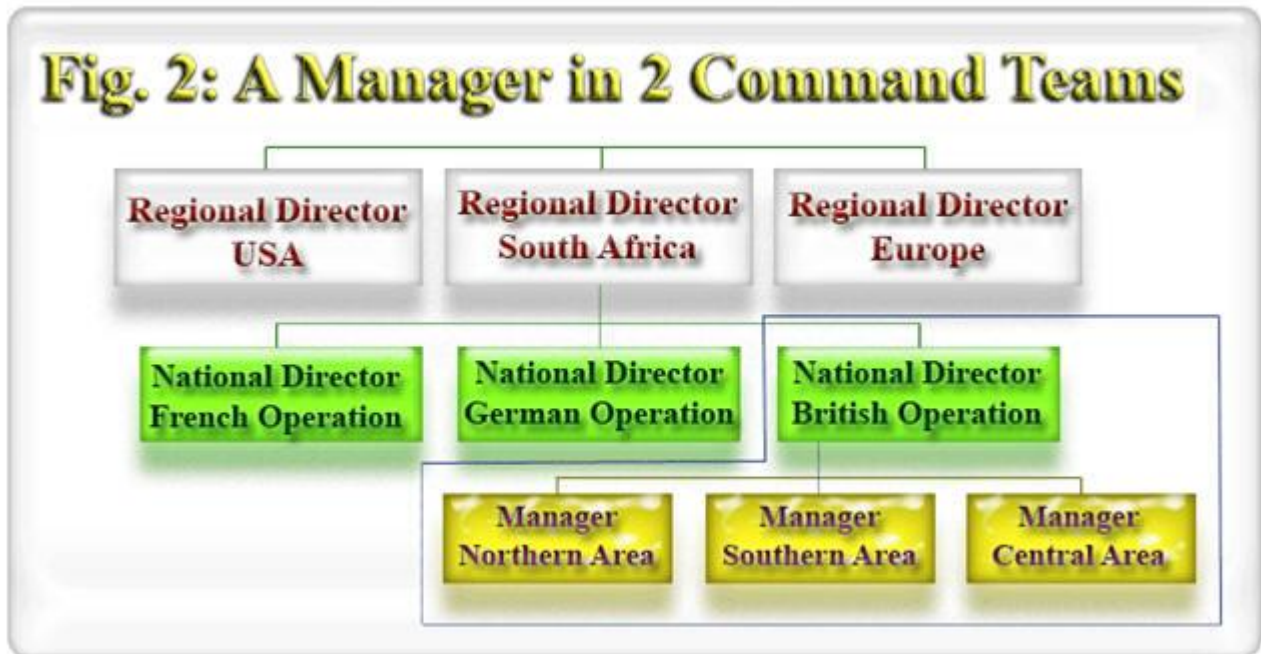 Fig. 2: A Manager in 2 Command Teams
Regional Director
USA
Regional Director
South Africa
Regional Director
Europe
National Director
French Operation
National Director
German Operation
National Director
British Operation
Manager
Northern Area
Manager
Southern Area
Manager
Central Area